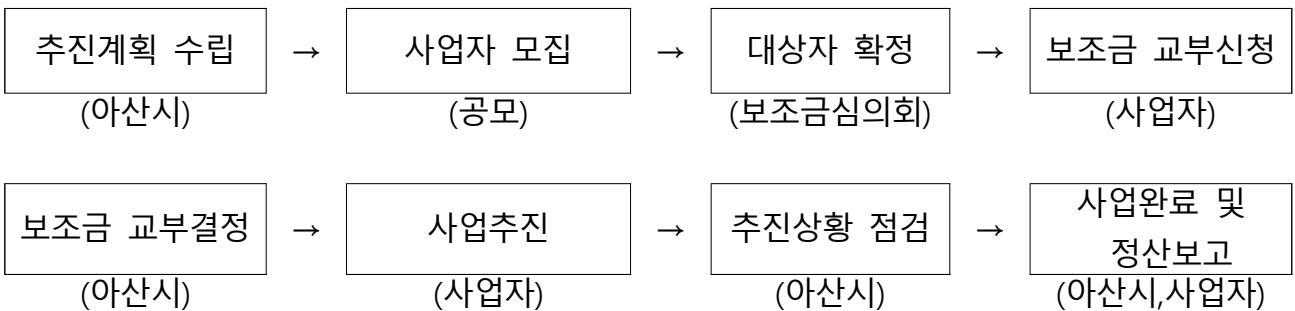 추진계획 수립 → 사업자 모집 → 대상자 확정 → 보조금 교부신청
(아산시) (공모) (보조금심의회) (사업자)
보조금 교부결정 → 사업추진 → 추진상황 점검 → 사업완료 및
정산보고
(아산시) (사업자) (아산시) (아산시,사업자)